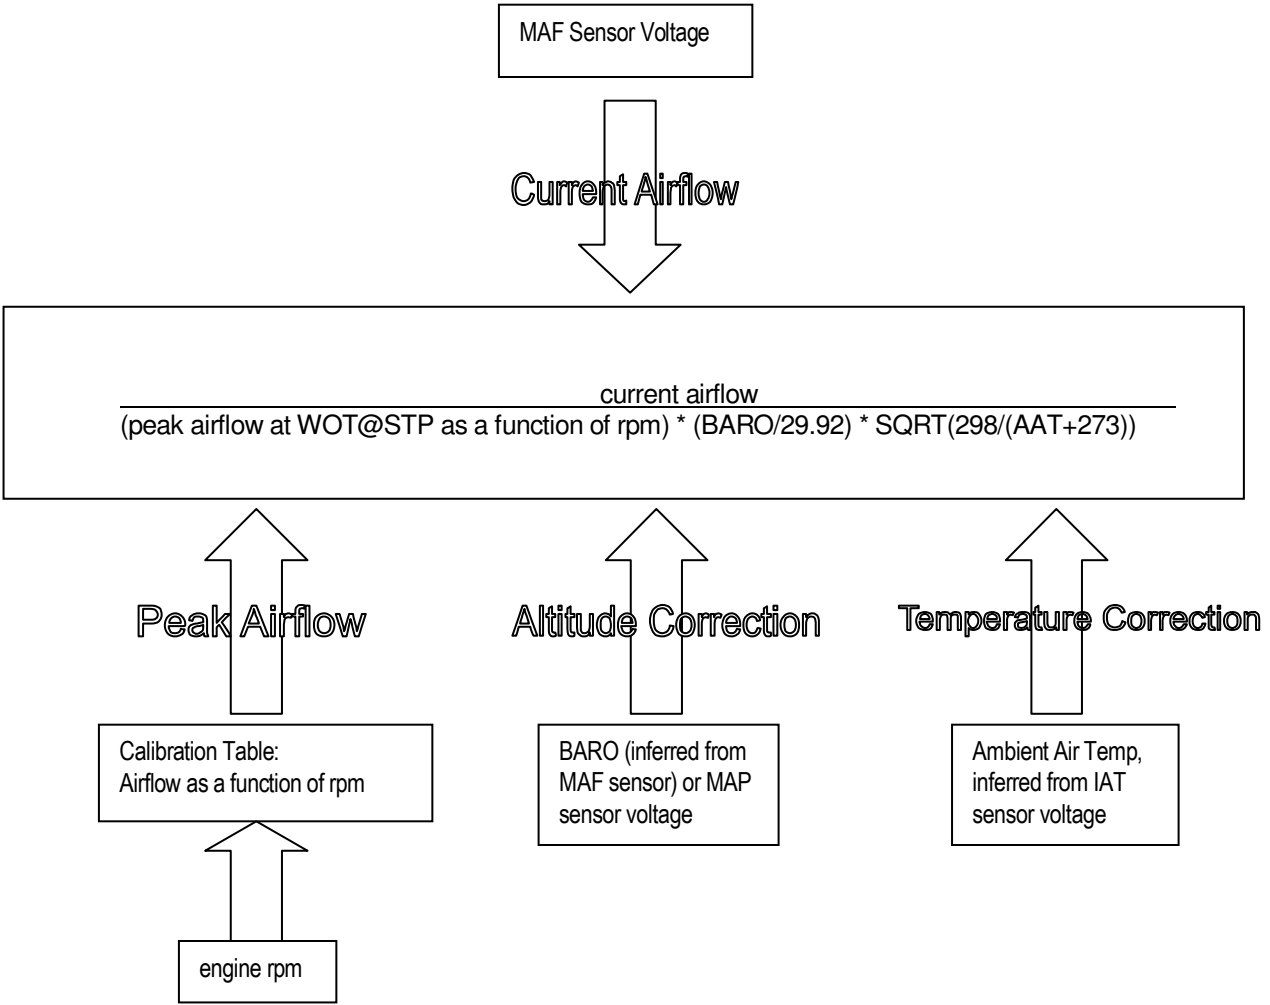 MAF Sensor Voltage
Current Airflow
current airflow
(peak airflow at WOT@STP as a function of rpm) * (BARO/29.92) * SQRT(298/(AAT+273))
Peak Airflow
Altitude Correction
Temperature Correction
Calibration Table:
Airflow as a function of rpm
BARO (inferred from
MAF sensor) or MAP
sensor voltage
Ambient Air Temp,
inferred from IAT
sensor voltage
engine rpm